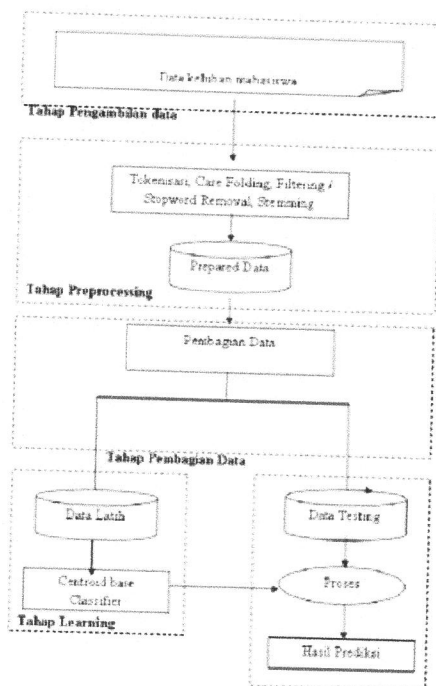 Data keluhan mahasiswa
Tahap Pengambilan data
Tokenisasi, Case Folding, Filtering /
Stopword Removal, Stemming
Prepared Data
Tahap Preprocessing
Pembagian Data
Tahap Pembagian Data
Data Latih
Data Testing
Centroid base
Classifier
Proses
Tahap Learning
Hasil Prediksi